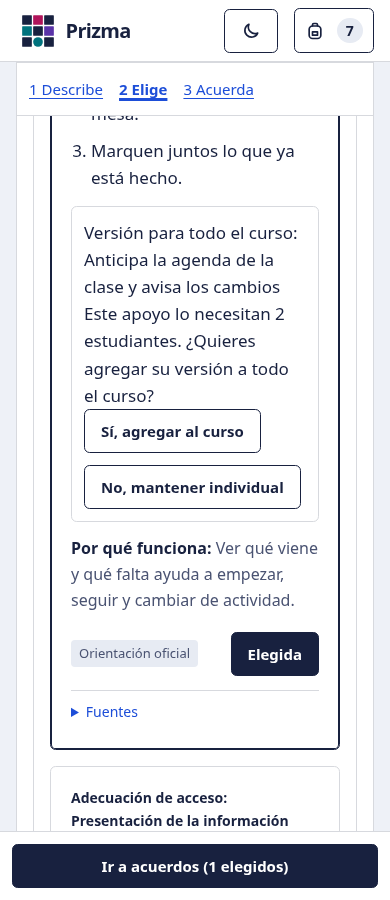 Prizma
7
1 Describe 2 Elige 3 Acuerda
mesa.
3. Marquen juntos lo que ya
está hecho.
Versión para todo el curso:
Anticipa la agenda de la
clase y avisa los cambios
Este apoyo lo necesitan 2
estudiantes. ¿Quieres
agregar su versión a todo
el curso?
Sí, agregar al curso
No, mantener individual
Por qué funciona: Ver qué viene
y qué falta ayuda a empezar,
seguir y cambiar de actividad.
Orientación oficial
Elegida
Fuentes
Adecuación de acceso:
Presentación de la información
Ir a acuerdos (1 elegidos)